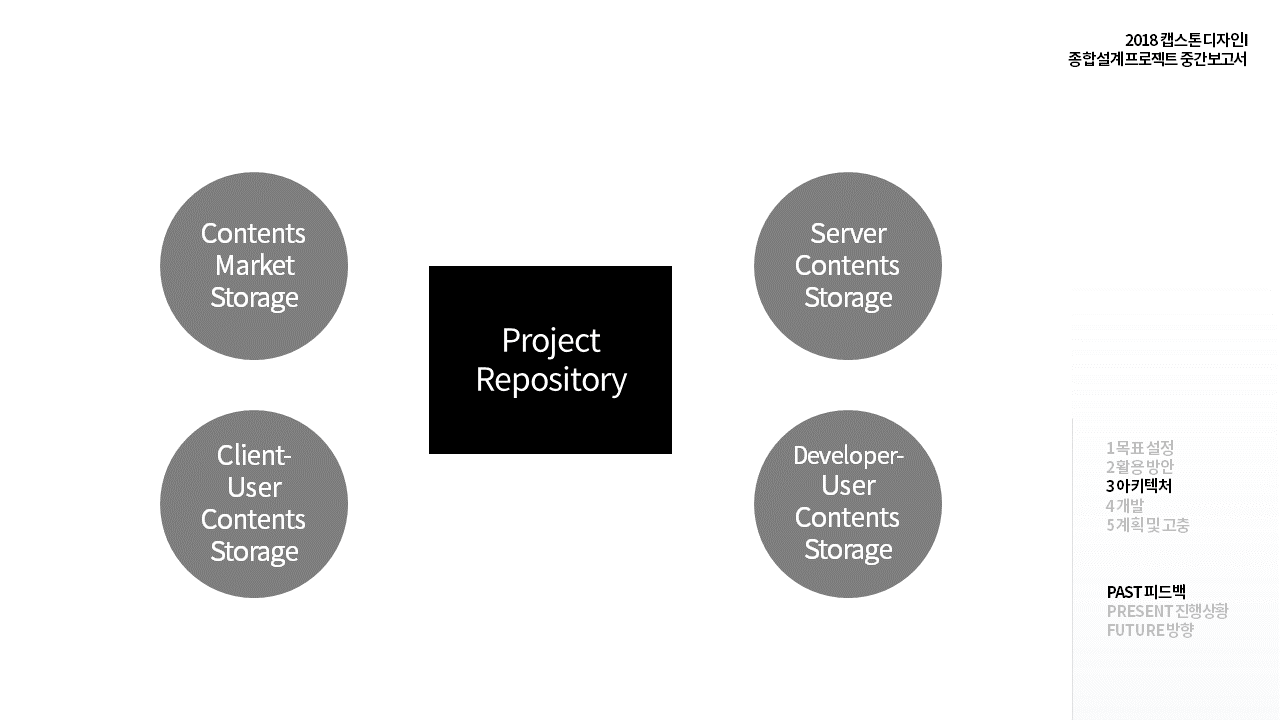 2018 캡스톤 디자인I
종합설계프로젝트 중간보고서
Contents
Market
Storage
Server
Contents
Storage
Project
Repository
Client-
User
Contents
Storage
Developer-
User
Contents
Storage
1 목표 설정
2 활용 방안
3 아키텍처
4 개발
5 계획 및 고충
PAST 피드백
PRESENT 진행상황
FUTURE 방향